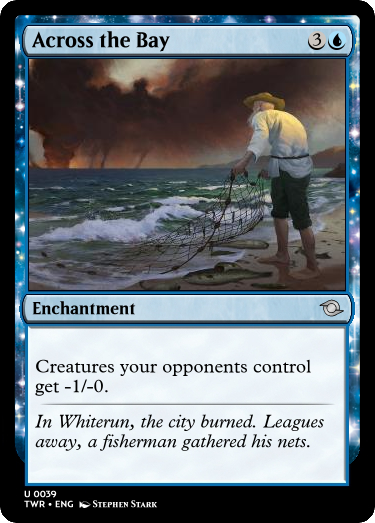 Across the Bay 3
Enchantment
Creatures your opponents control
get -1/-0.
In Whiterun, the city burned. Leagues
away, a fisherman gathered his nets.
U 0039
TWR • ENG Stephen Stark